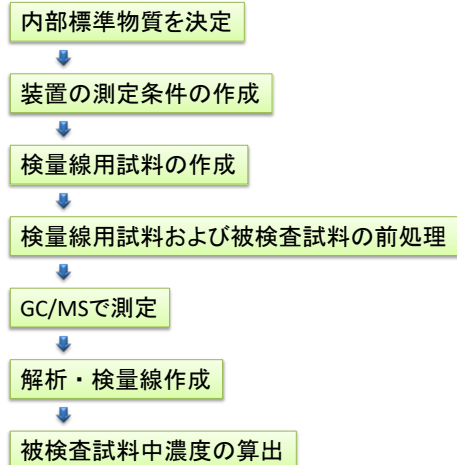 内部標準物質を決定
装置の測定条件の作成
検量線用試料の作成
検量線用試料および被検査試料の前処理
GC/MSで測定
解析・検量線作成
被検査試料中濃度の算出